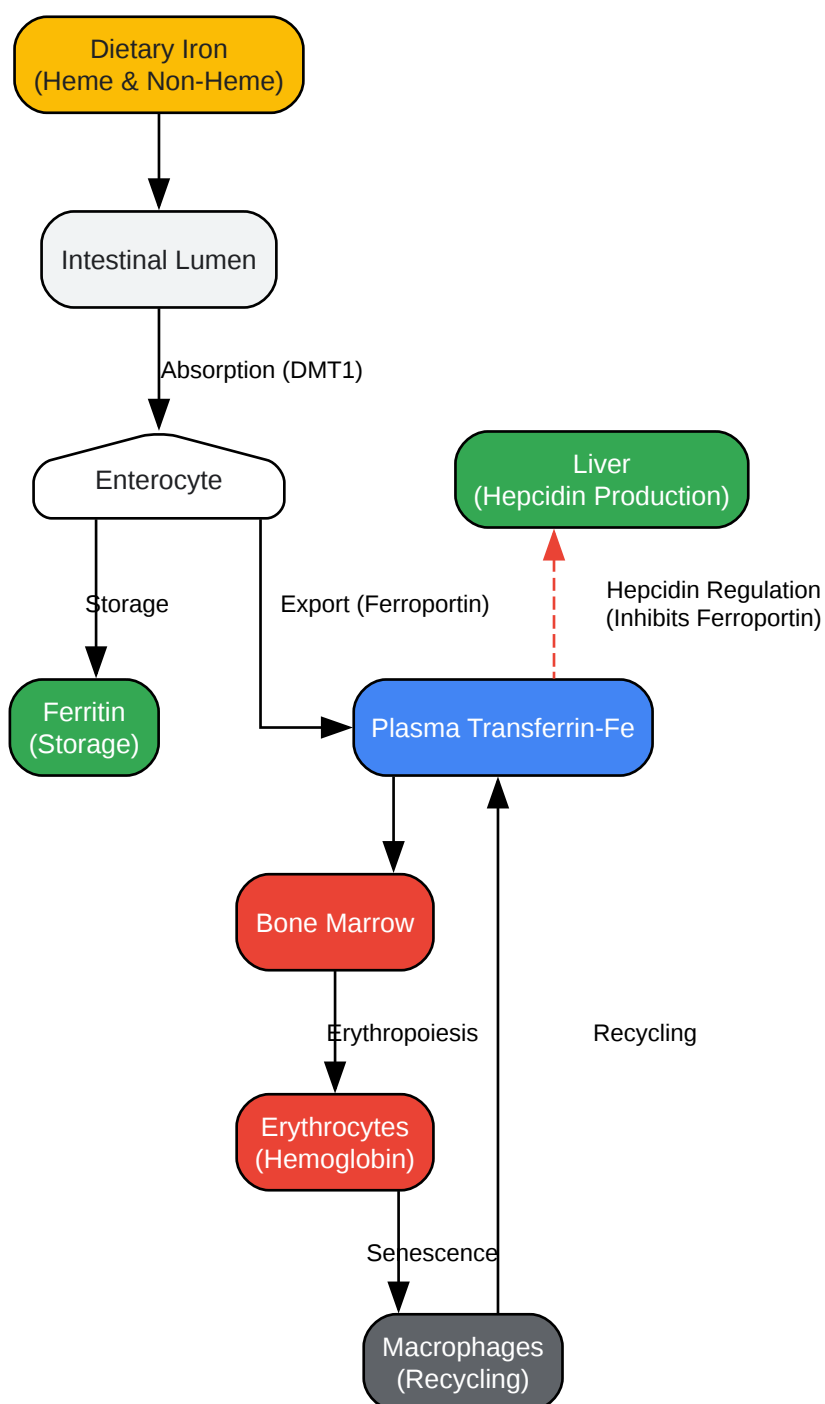 Dietary Iron
(Heme & Non-Heme)
Intestinal Lumen
Absorption (DMT1)
Enterocyte
Liver
(Hepcidin Production)
Storage
Export (Ferroportin)
Hepcidin Regulation
(Inhibits Ferroportin)
Ferritin
(Storage)
Plasma Transferrin-Fe
Bone Marrow
Erythropoiesis
Recycling
Erythrocytes
(Hemoglobin)
Senescence
Macrophages
(Recycling)